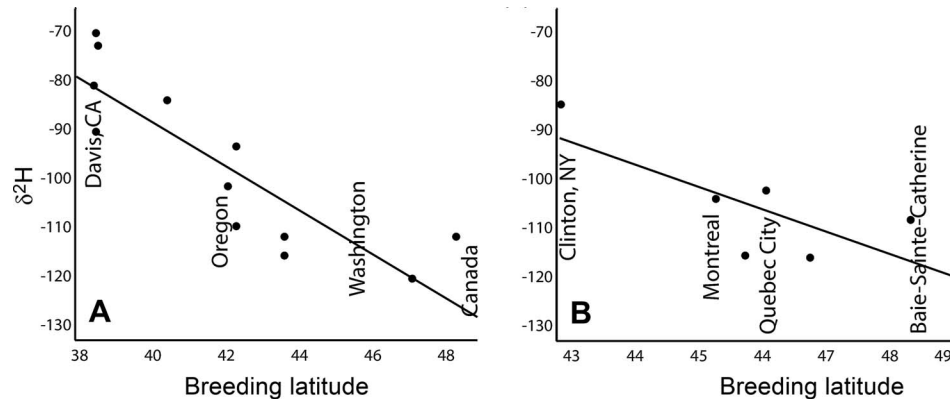 -70
-80
-90
-100
-110
-120
-130
δ²H
Davis, CA
Oregon
Washington
Canada
A
38
40
42
44
46
48
Breeding latitude
-70
-80
-90
-100
-110
-120
-130
Clinton, NY
Montreal
Quebec City
Baie-Sainte-Catherine
B
43
44
45
44
47
48
49
Breeding latitude